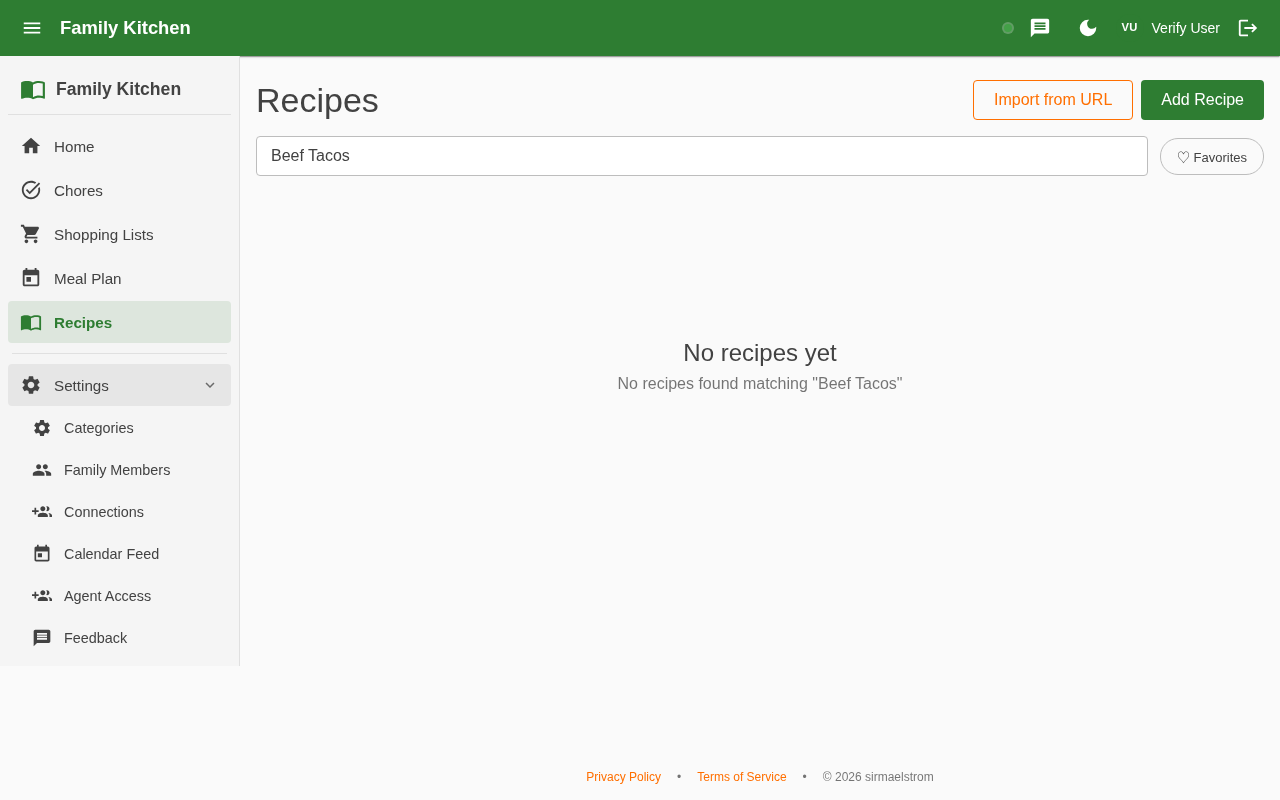 Family Kitchen
VU
Verify User
Family Kitchen
Home
Chores
Shopping Lists
Meal Plan
Recipes
Settings
Categories
Family Members
Connections
Calendar Feed
Agent Access
Feedback
Recipes
Import from URL
Add Recipe
Beef Tacos
♡ Favorites
No recipes yet
No recipes found matching "Beef Tacos"
Privacy Policy • Terms of Service • © 2026 sirmaelstrom